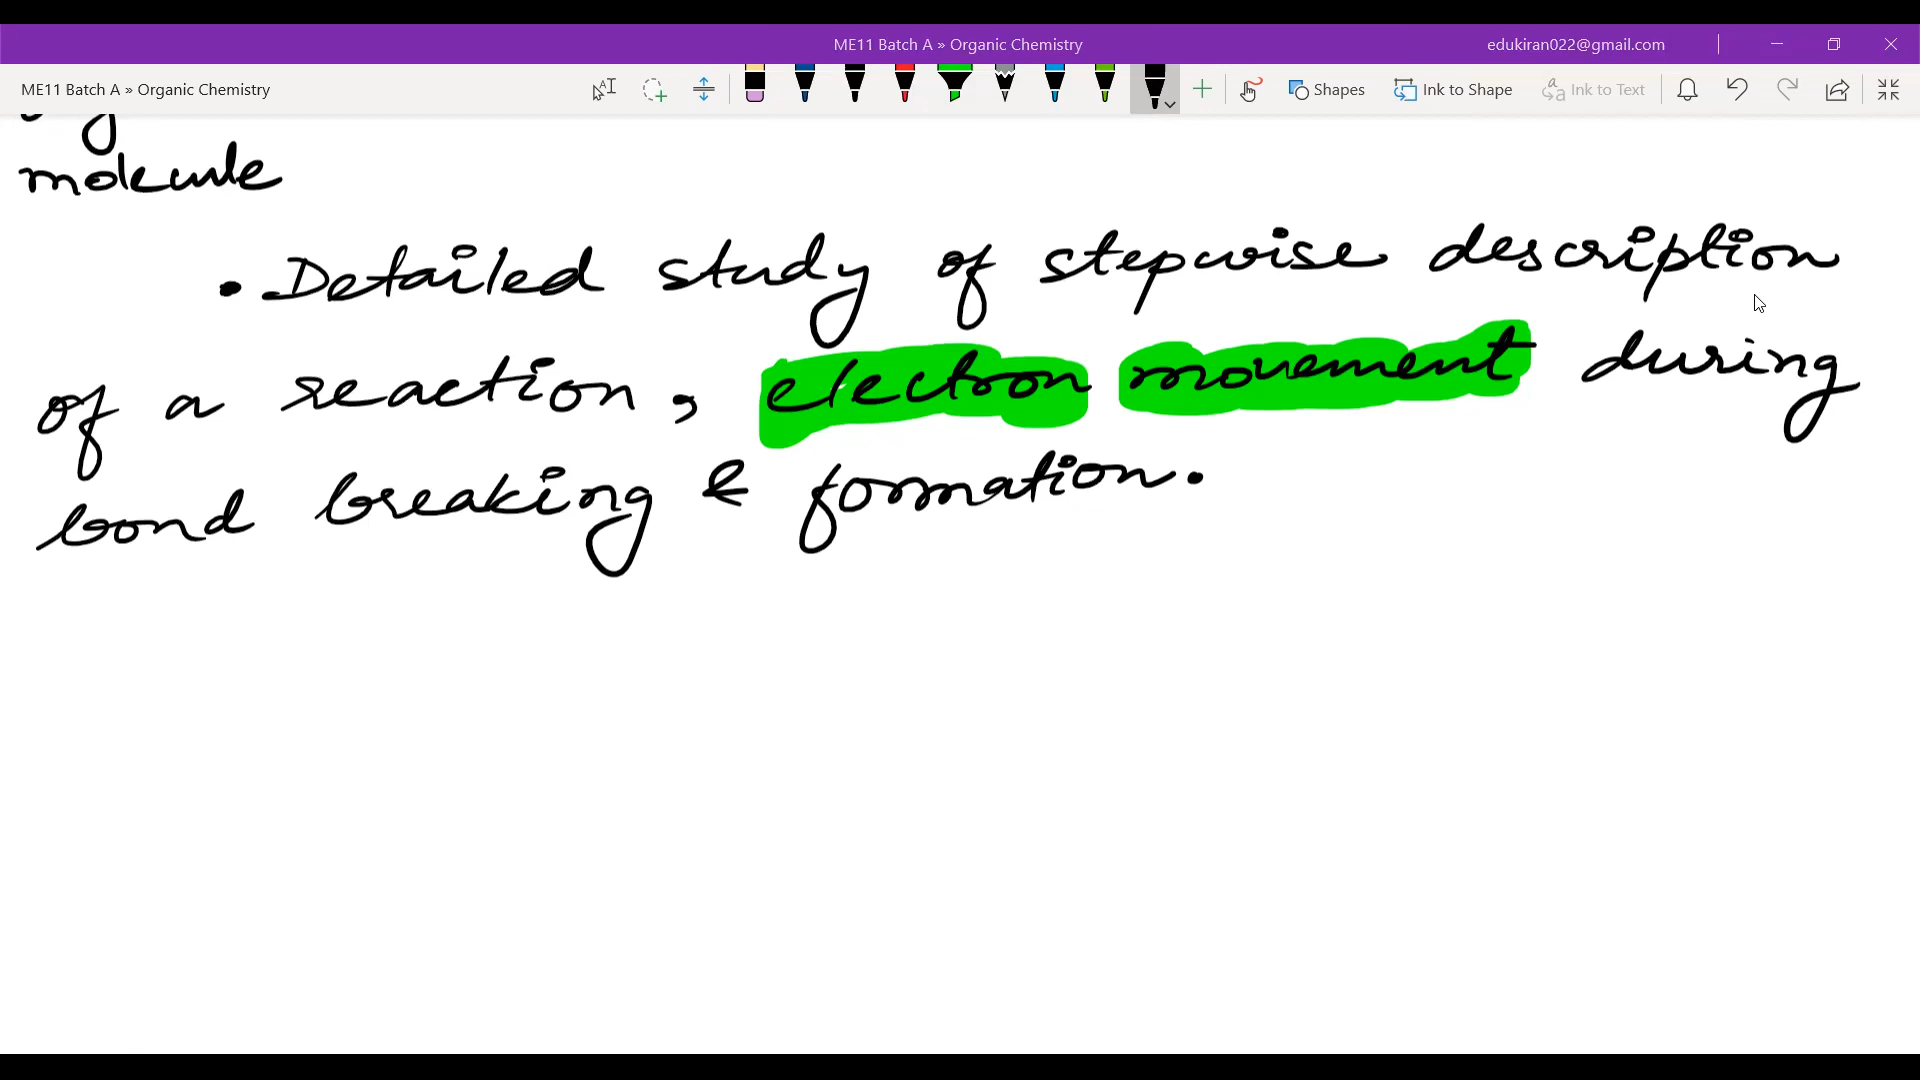 ME11 Batch A » Organic Chemistry
edukiran022@gmail.com
ME11 Batch A » Organic Chemistry
Shapes
Ink to Shape
Ink to Text
molecule
. Detailed study of stepwise description
of a reaction, electron movement during
bond breaking & formation.